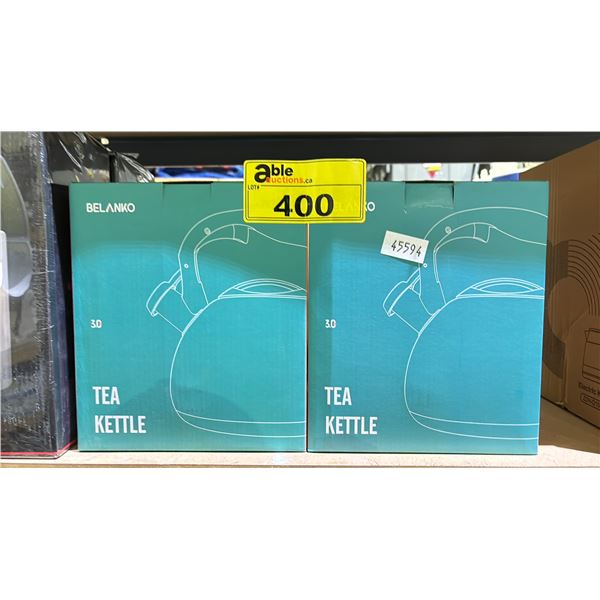 able
auctions.ca
LOT#
400
BELANKO
3.0
TEA
KETTLE
BELANKO
45594
3.0
TEA
KETTLE